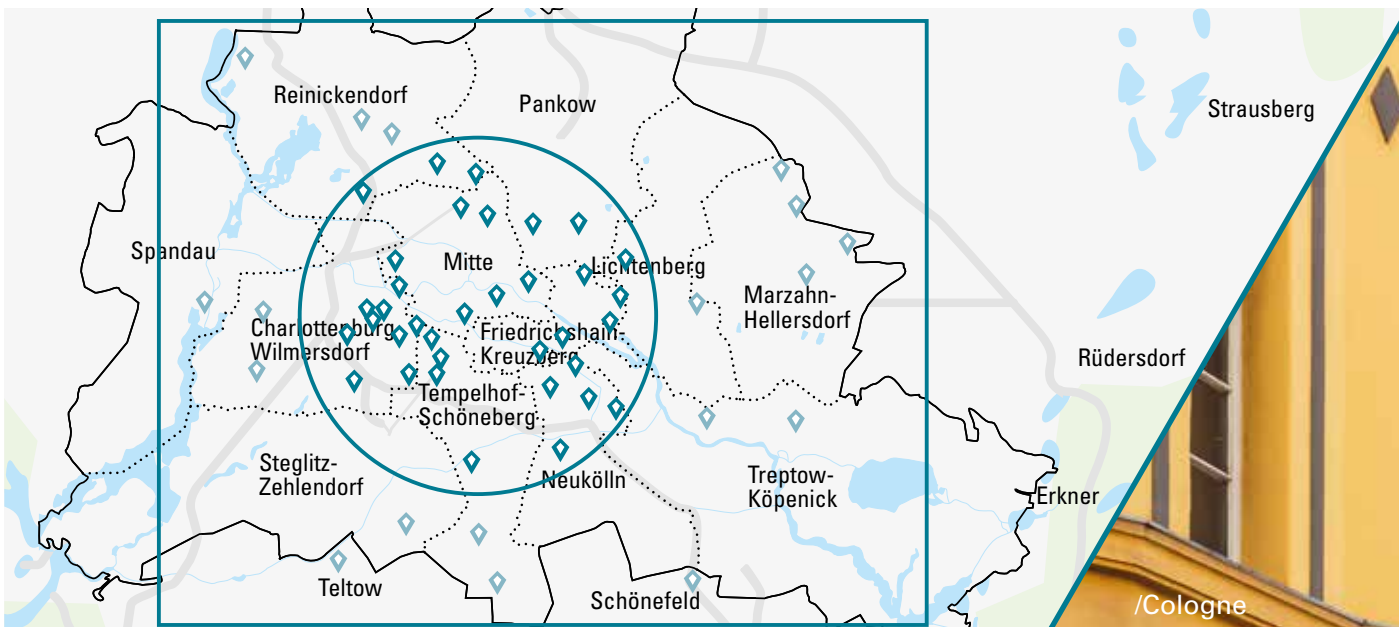 Reinickendorf
Pankow
Strausberg
Spandau
Mitte
Lichtenberg
Marzahn-
Hellersdorf
Charlottenburg
Wilmersdorf
Friedrichshain-
Kreuzberg
Rüdersdorf
Tempelhof-
Schöneberg
Steglitz-
Zehlendorf
Neukölln
Treptow-
Köpenick
Erkner
Teltow
Schönefeld
/Cologne